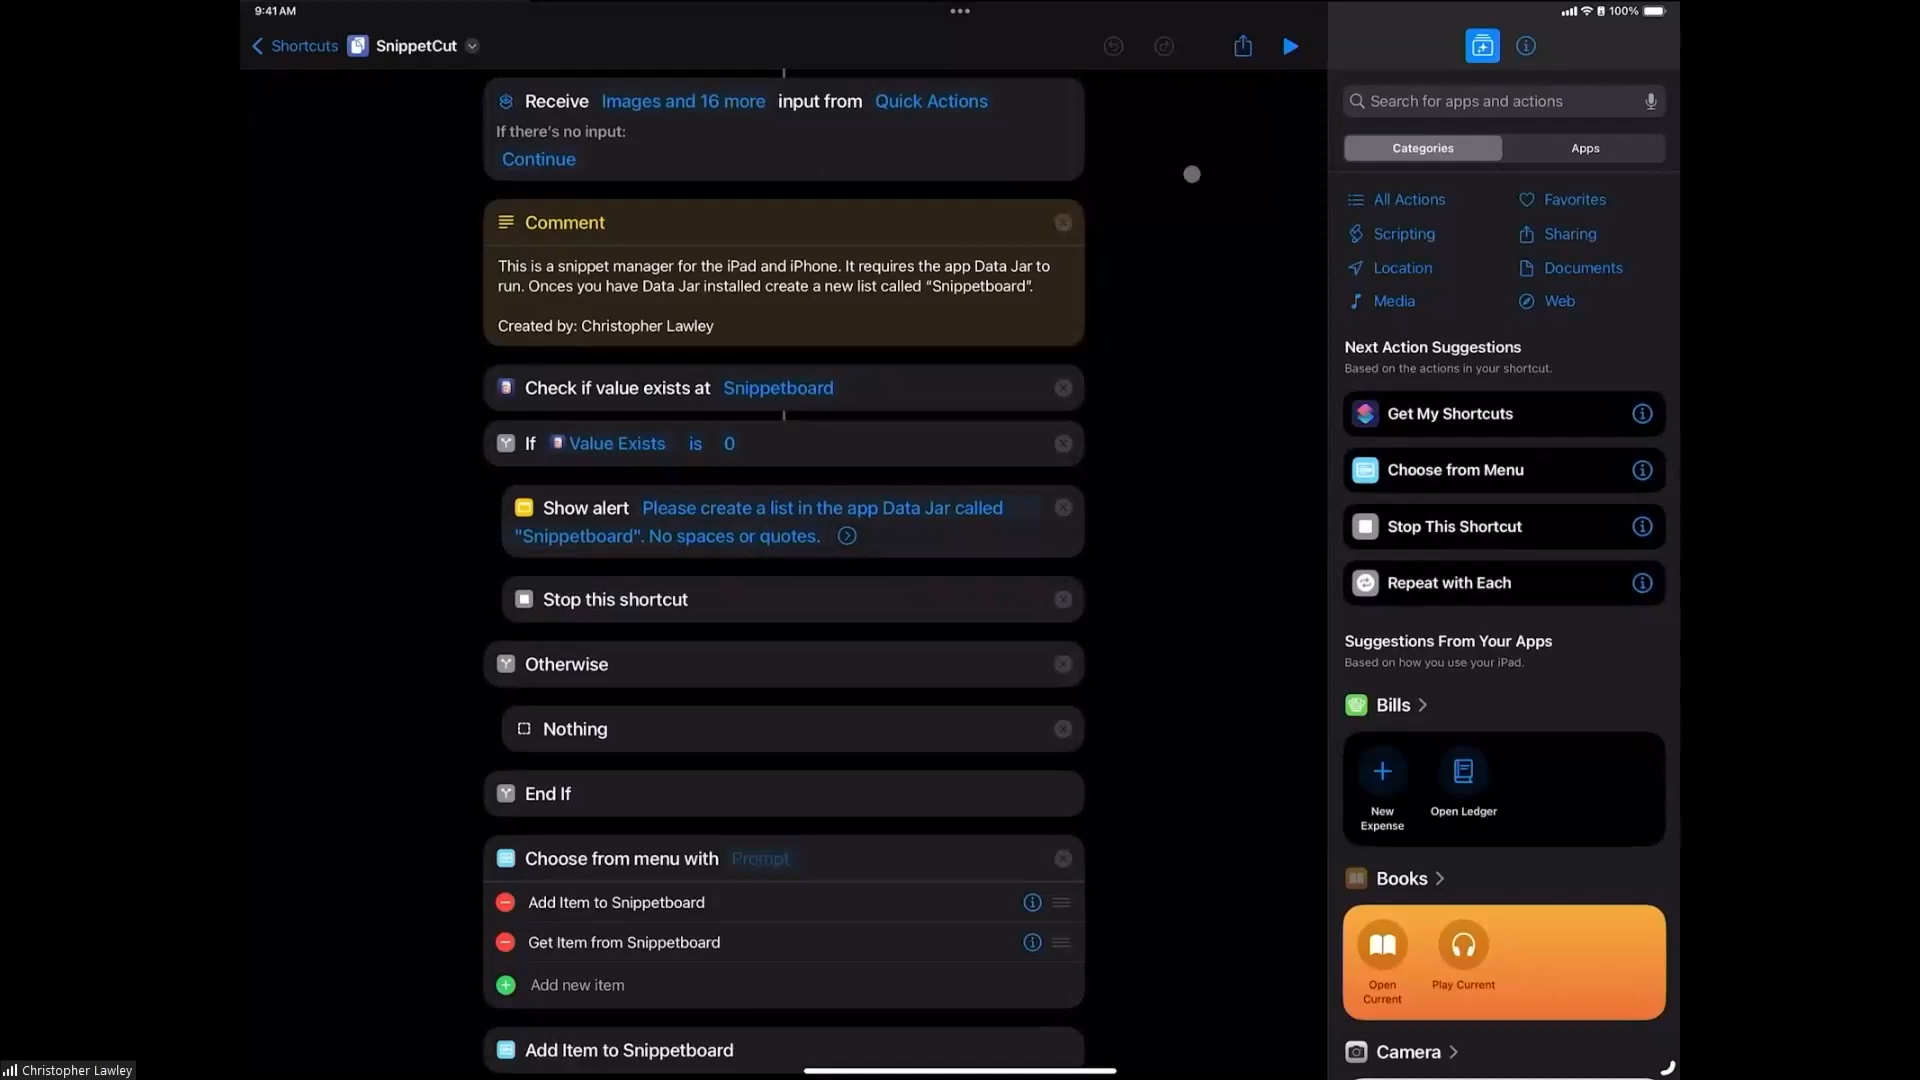 9:41 AM
100%
Shortcuts
SnippetCut
Receive Images and 16 more input from Quick Actions
If there's no input:
Continue
Comment
This is a snippet manager for the iPad and iPhone. It requires the app Data Jar to
run. Onces you have Data Jar installed create a new list called “Snippetboard”.
Created by: Christopher Lawley
Check if value exists at Snippetboard
If Value Exists is 0
Show alert Please create a list in the app Data Jar called
"Snippetboard". No spaces or quotes.
Stop this shortcut
Otherwise
Nothing
End If
Choose from menu with Prompt
Add Item to Snippetboard
Get Item from Snippetboard
Add new item
Add Item to Snippetboard
Search for apps and actions
Categories
Apps
All Actions
Favorites
Scripting
Sharing
Location
Documents
Media
Web
Next Action Suggestions
Based on the actions in your shortcut.
Get My Shortcuts
Choose from Menu
Stop This Shortcut
Repeat with Each
Suggestions From Your Apps
Based on how you use your iPad.
Bills
New
Expense
Open Ledger
Books
Open
Current
Play Current
Camera
Christopher Lawley